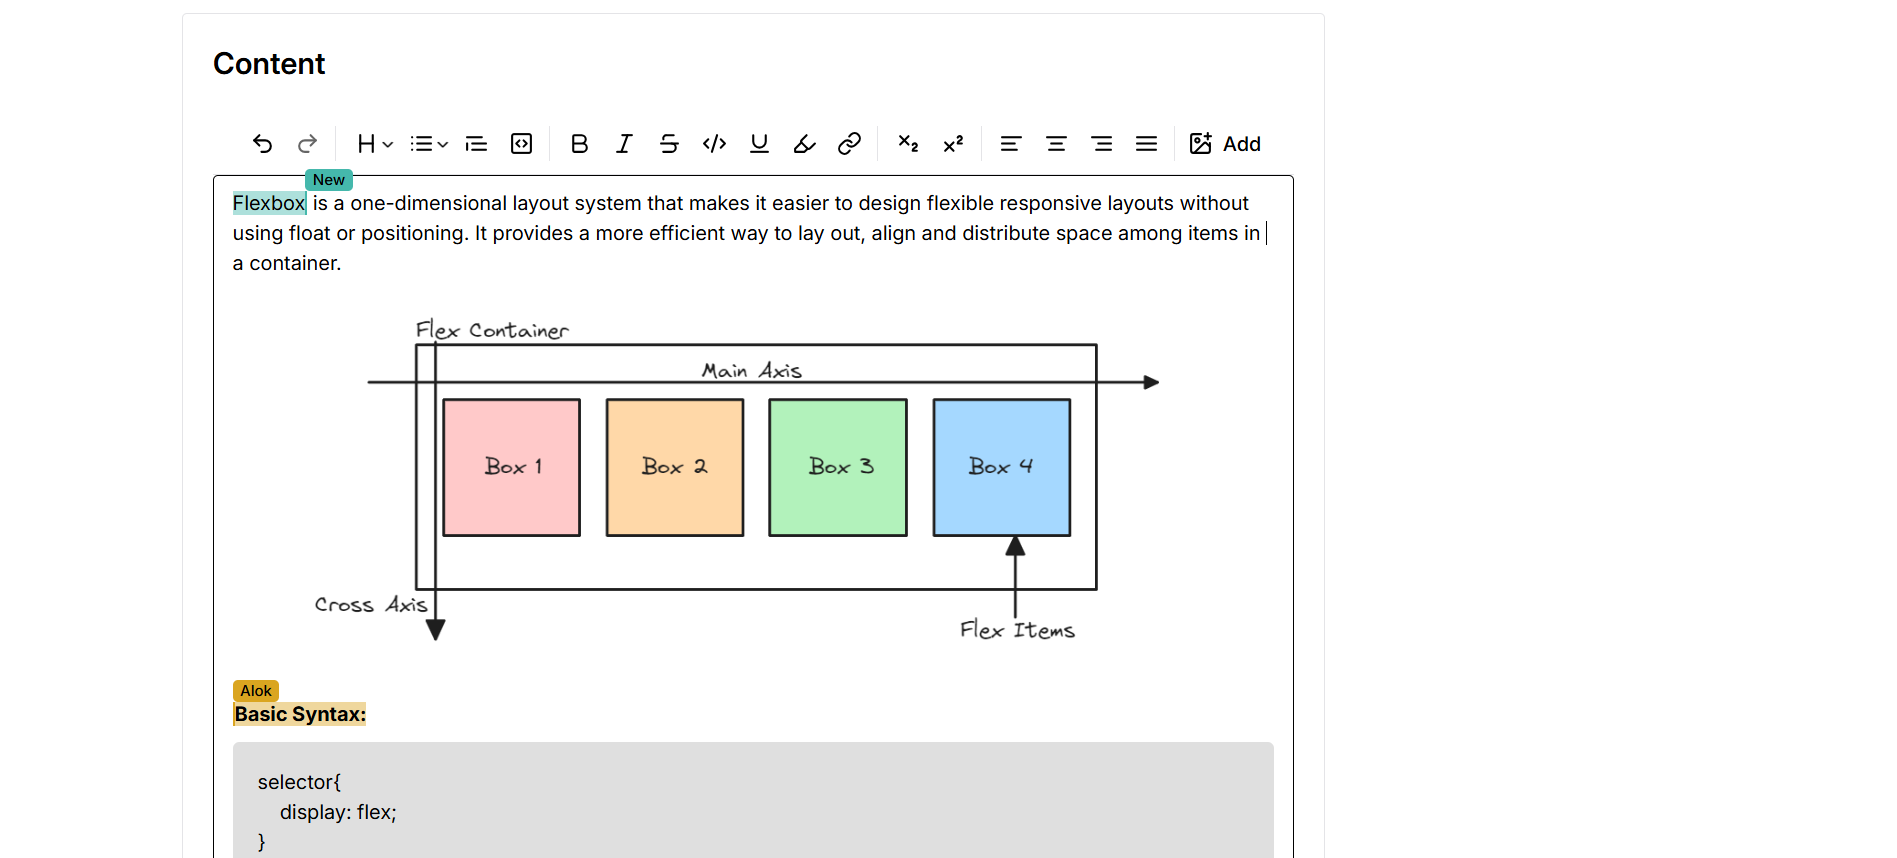 Content
H B I S </> U X₂ X² Add
New
Flexbox is a one-dimensional layout system that makes it easier to design flexible responsive layouts without
using float or positioning. It provides a more efficient way to lay out, align and distribute space among items in
a container.
Flex Container
Main Axis
Box 1 Box 2 Box 3 Box 4
Cross Axis
Flex Items
Alok
Basic Syntax:
selector{
display: flex;
}